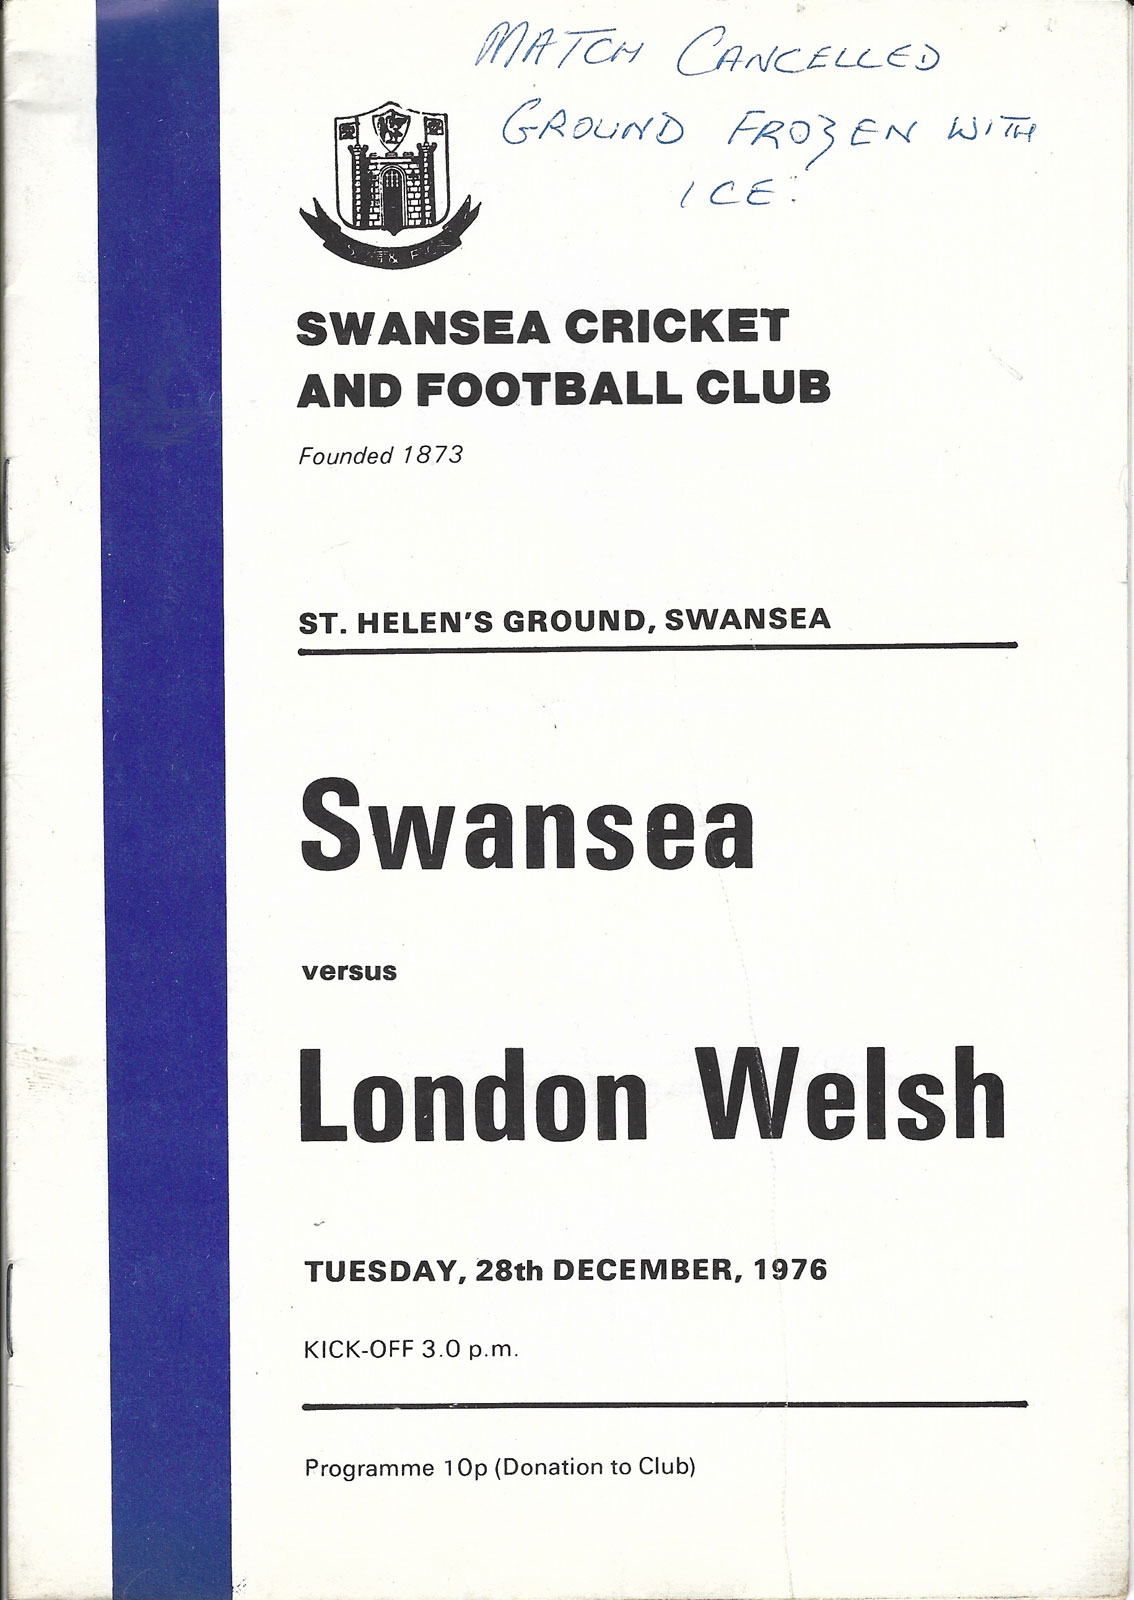 MATCH CANCELLED
GROUND FROZEN WITH
ICE.
SWANSEA CRICKET
AND FOOTBALL CLUB
Founded 1873
ST. HELEN'S GROUND, SWANSEA
Swansea
versus
London Welsh
TUESDAY, 28th DECEMBER, 1976
KICK-OFF 3.0 p.m.
Programme 10p (Donation to Club)